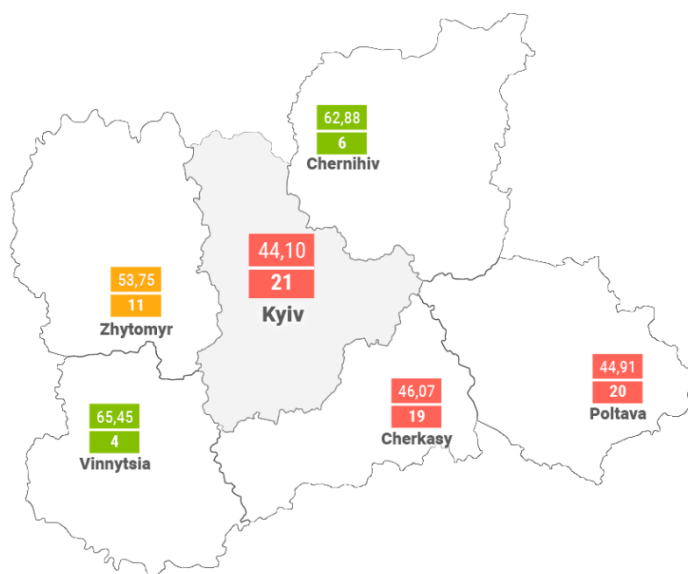 62,88
6
Chernihiv
44,10
21
Kyiv
53,75
11
Zhytomyr
44,91
20
Poltava
46,07
19
Cherkasy
65,45
4
Vinnytsia